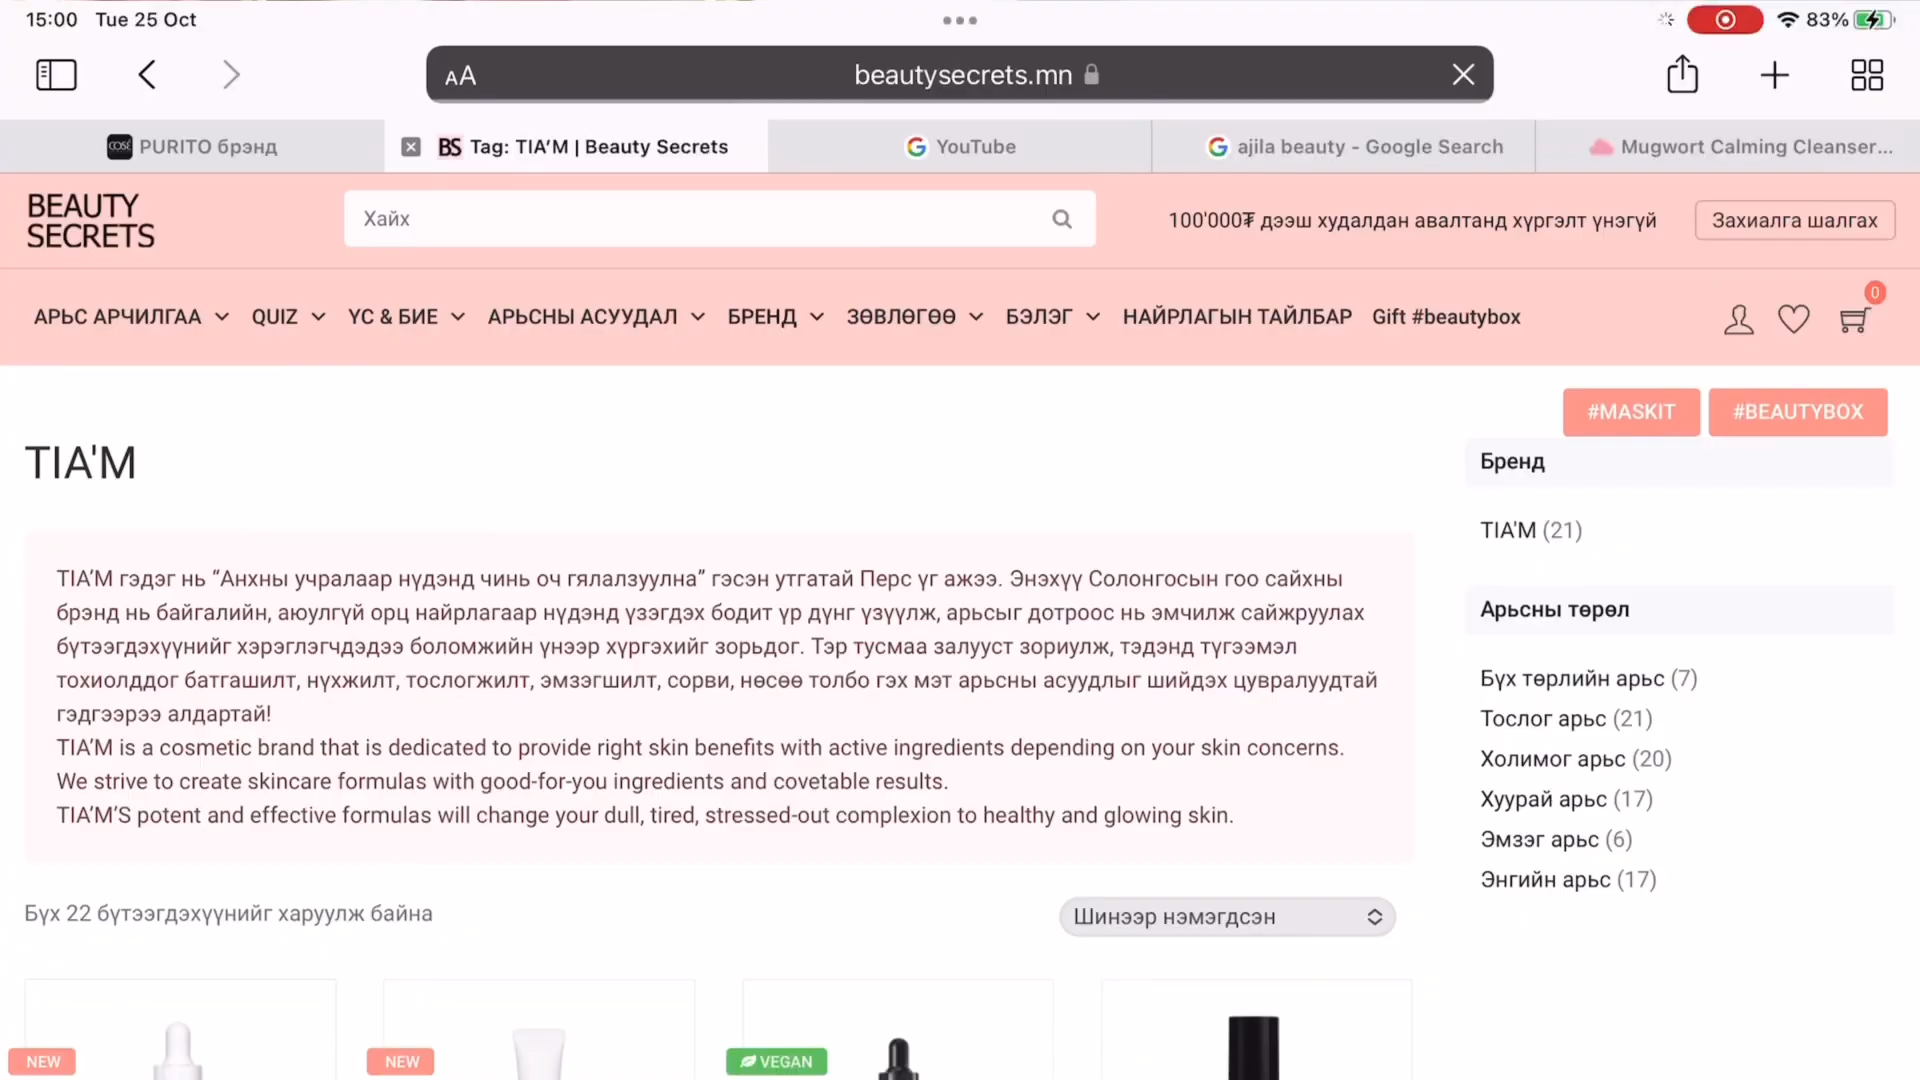 15:00 Tue 25 Oct
83%
AA
beautysecrets.mn
COSÉ PURITO брэнд
BS Tag: TIA’M | Beauty Secrets
G YouTube
G ajila beauty - Google Search
Mugwort Calming Cleanser...
BEAUTY
SECRETS
Хайх
100'000₮ дээш худалдан авалтанд хүргэлт үнэгүй
Захиалга шалгах
0
АРЬС АРЧИЛГАА
QUIZ
ҮС & БИЕ
АРЬСНЫ АСУУДАЛ
БРЕНД
ЗӨВЛӨГӨӨ
БЭЛЭГ
НАЙРЛАГЫН ТАЙЛБАР
Gift #beautybox
#MASKIT
#BEAUTYBOX
TIA'M
TIA’M гэдэг нь “Анхны учралаар нүдэнд чинь оч гялалзуулна” гэсэн утгатай Перс үг ажээ. Энэхүү Солонгосын гоо сайхны
брэнд нь байгалийн, аюулгүй орц найрлагаар нүдэнд үзэгдэх бодит үр дүнг үзүүлж, арьсыг дотроос нь эмчилж сайжруулах
бүтээгдэхүүнийг хэрэглэгчдэдээ боломжийн үнээр хүргэхийг зорьдог. Тэр тусмаа залууст зориулж, тэдэнд түгээмэл
тохиолддог батгашилт, нүхжилт, тослогжилт, эмзэгшилт, сорви, нөсөө толбо гэх мэт арьсны асуудлыг шийдэх цувралуудтай
гэдгээрээ алдартай!
TIA’M is a cosmetic brand that is dedicated to provide right skin benefits with active ingredients depending on your skin concerns.
We strive to create skincare formulas with good-for-you ingredients and covetable results.
TIA’M’S potent and effective formulas will change your dull, tired, stressed-out complexion to healthy and glowing skin.
Бренд
TIA'M (21)
Арьсны төрөл
Бүх төрлийн арьс (7)
Тослог арьс (21)
Холимог арьс (20)
Хуурай арьс (17)
Эмзэг арьс (6)
Энгийн арьс (17)
Бүх 22 бүтээгдэхүүнийг харуулж байна
Шинээр нэмэгдсэн
NEW
NEW
VEGAN